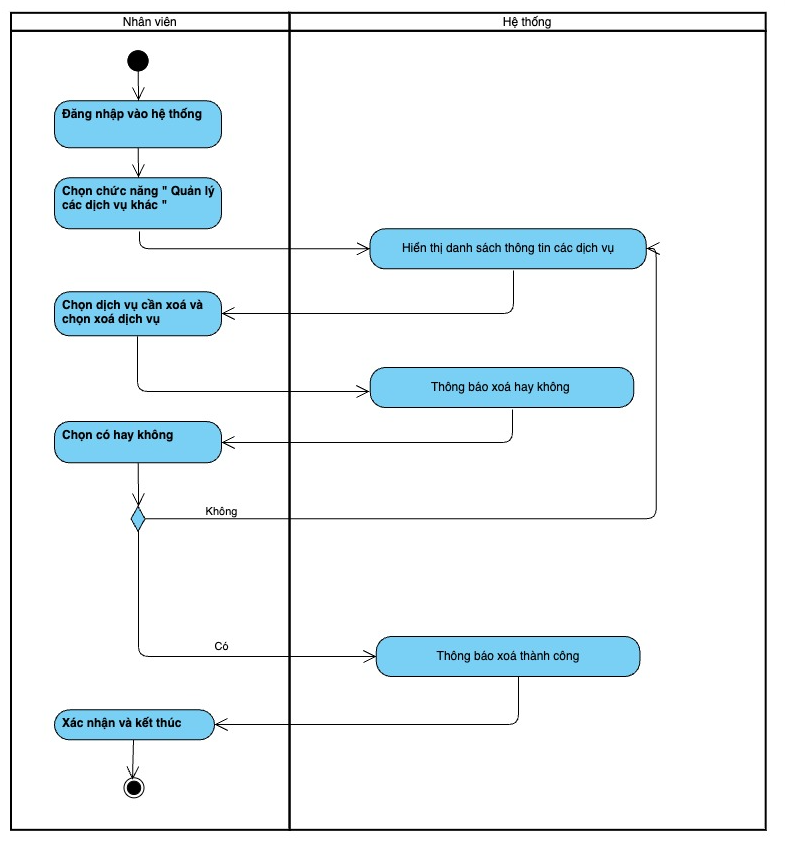 Nhân viên
Hệ thống
Đăng nhập vào hệ thống
Chọn chức năng " Quản lý
các dịch vụ khác "
Hiển thị danh sách thông tin các dịch vụ
Chọn dịch vụ cần xoá và
chọn xoá dịch vụ
Thông báo xoá hay không
Chọn có hay không
Không
Có
Thông báo xoá thành công
Xác nhận và kết thúc